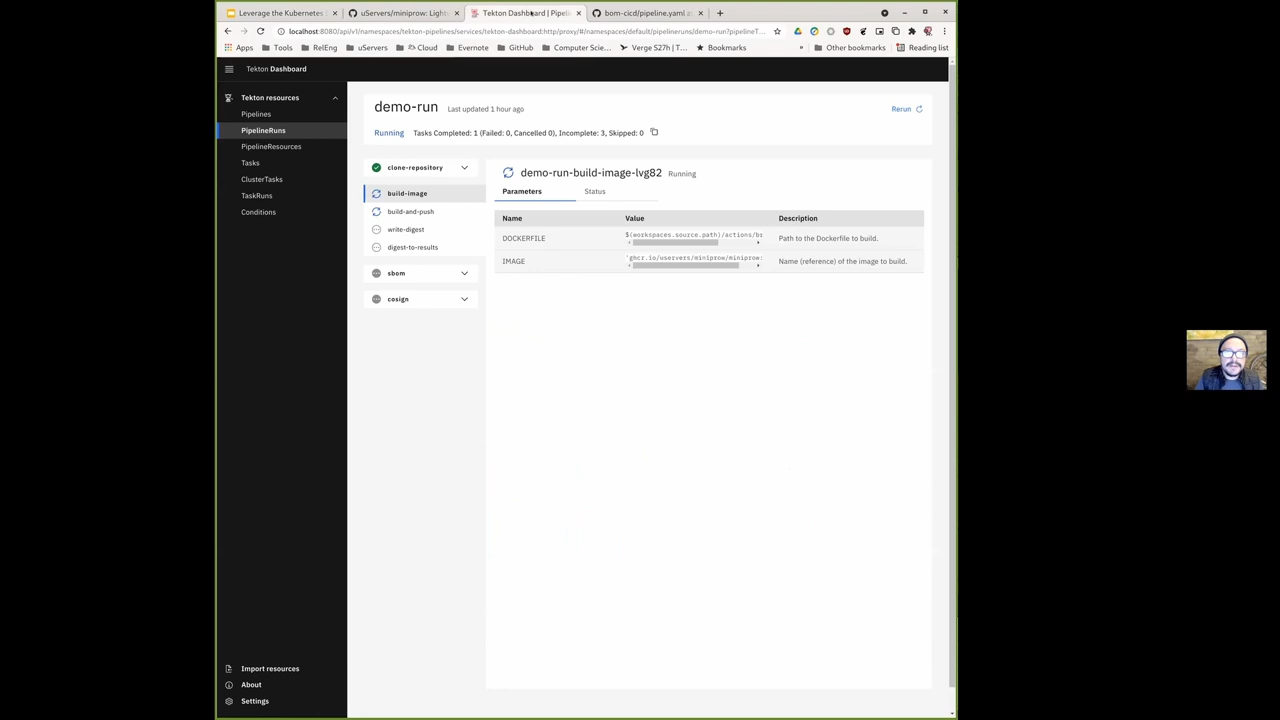 Leverage the Kubernetes
uServers/miniprow: Light
Tekton Dashboard | Pipeli
bom-cicd/pipeline.yaml a
localhost:8080/api/v1/namespaces/tekton-pipelines/services/tekton-dashboard:http/proxy/#/namespaces/default/pipelineruns/demo-run?pipelineT...
Apps Tools RelEng uServers Cloud Evernote GitHub Computer Scie... Verge S27h | T... Bookmarks » Other bookmarks Reading list
Tekton Dashboard
Tekton resources
Pipelines
PipelineRuns
PipelineResources
Tasks
ClusterTasks
TaskRuns
Conditions
Import resources
About
Settings
demo-run Last updated 1 hour ago
Rerun
Running Tasks Completed: 1 (Failed: 0, Cancelled 0), Incomplete: 3, Skipped: 0
clone-repository
build-image
build-and-push
write-digest
digest-to-results
sbom
cosign
demo-run-build-image-lvg82 Running
Parameters Status
Name Value Description
DOCKERFILE $(workspaces.source.path)/actions/br Path to the Dockerfile to build.
IMAGE 'ghcr.io/uservers/miniprow/miniprow: Name (reference) of the image to build.